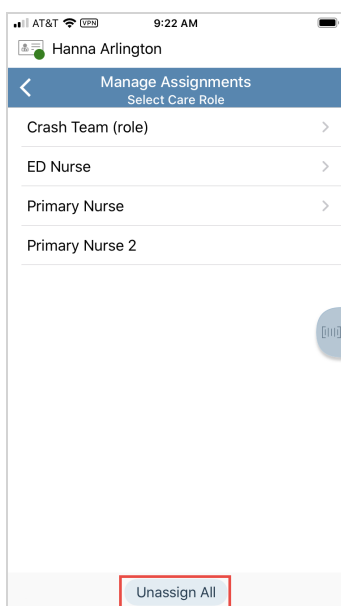 AT&T VPN 9:22 AM
Hanna Arlington
Manage Assignments
Select Care Role
Crash Team (role)
ED Nurse
Primary Nurse
Primary Nurse 2
Unassign All